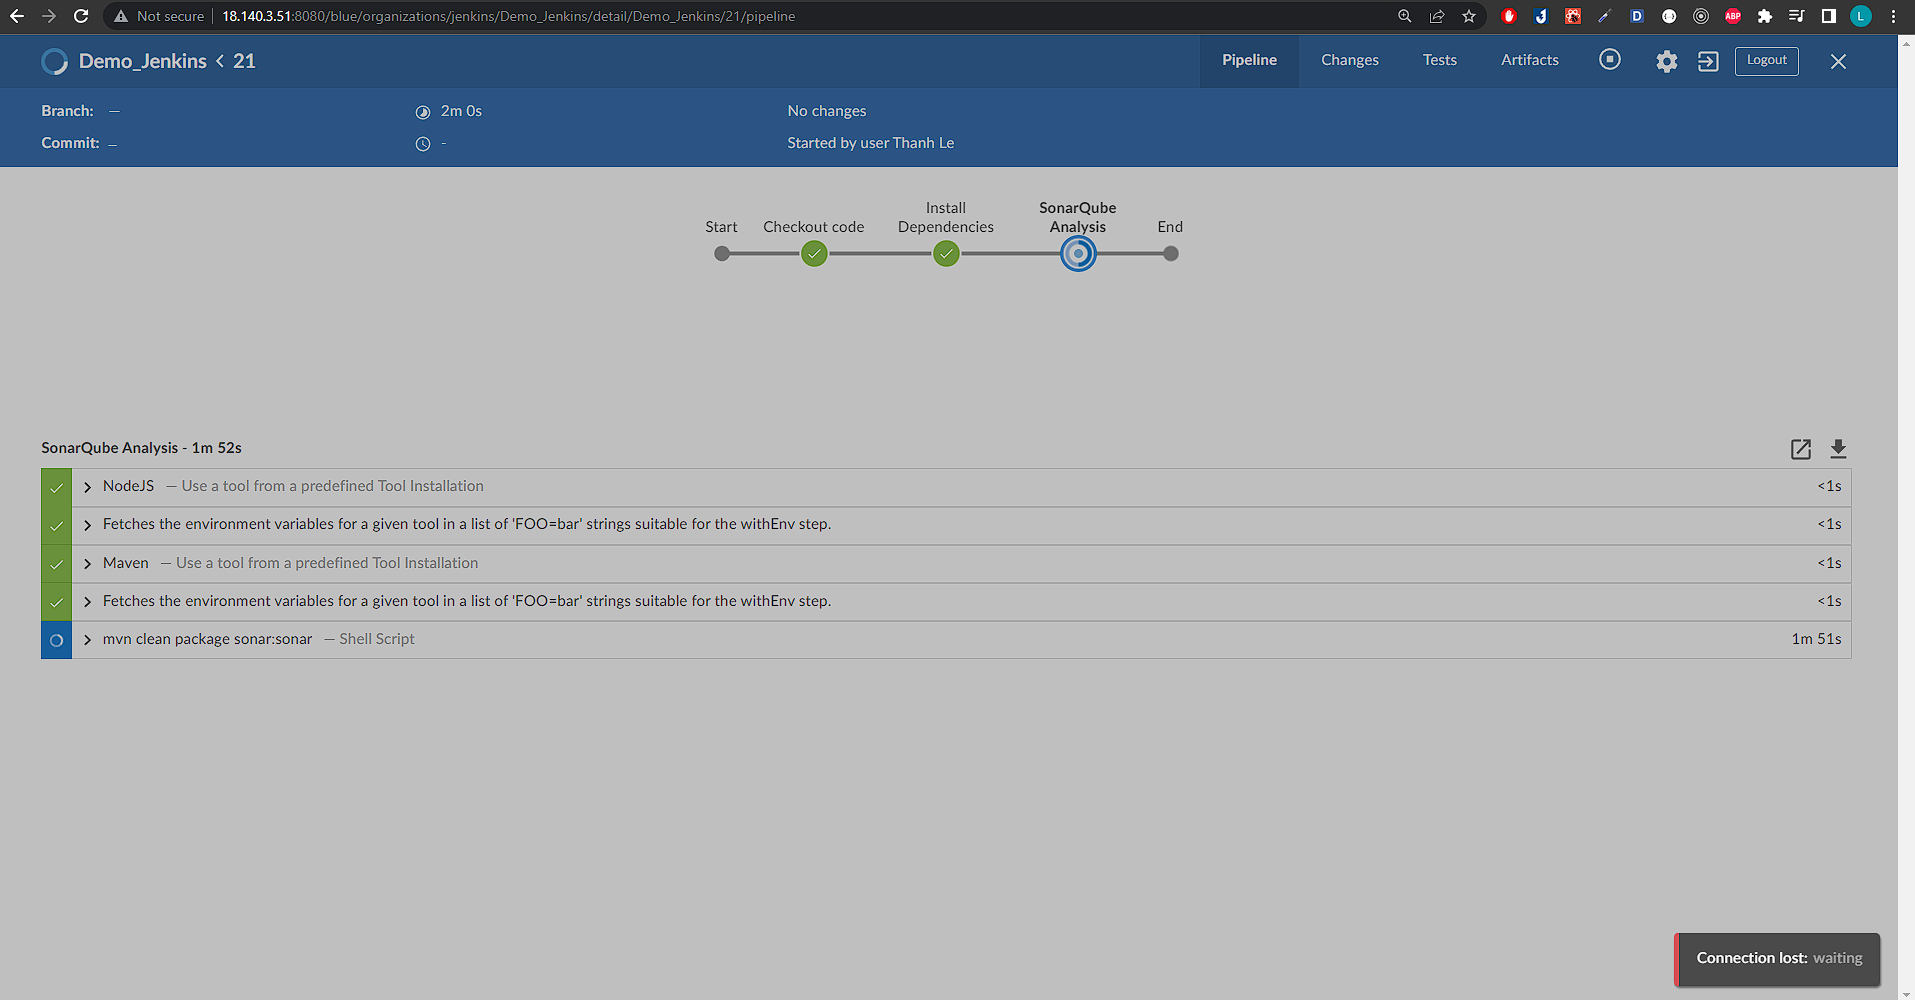 Not secure
18.140.3.51:8080/blue/organizations/jenkins/Demo_Jenkins/detail/Demo_Jenkins/21/pipeline
D
ABP
L
Demo_Jenkins < 21
Pipeline
Changes
Tests
Artifacts
Logout
Branch: —
2m 0s
No changes
Commit: —
-
Started by user Thanh Le
Start
Checkout code
Install
Dependencies
SonarQube
Analysis
End
SonarQube Analysis - 1m 52s
NodeJS — Use a tool from a predefined Tool Installation
<1s
Fetches the environment variables for a given tool in a list of 'FOO=bar' strings suitable for the withEnv step.
<1s
Maven — Use a tool from a predefined Tool Installation
<1s
Fetches the environment variables for a given tool in a list of 'FOO=bar' strings suitable for the withEnv step.
<1s
mvn clean package sonar:sonar — Shell Script
1m 51s
Connection lost: waiting